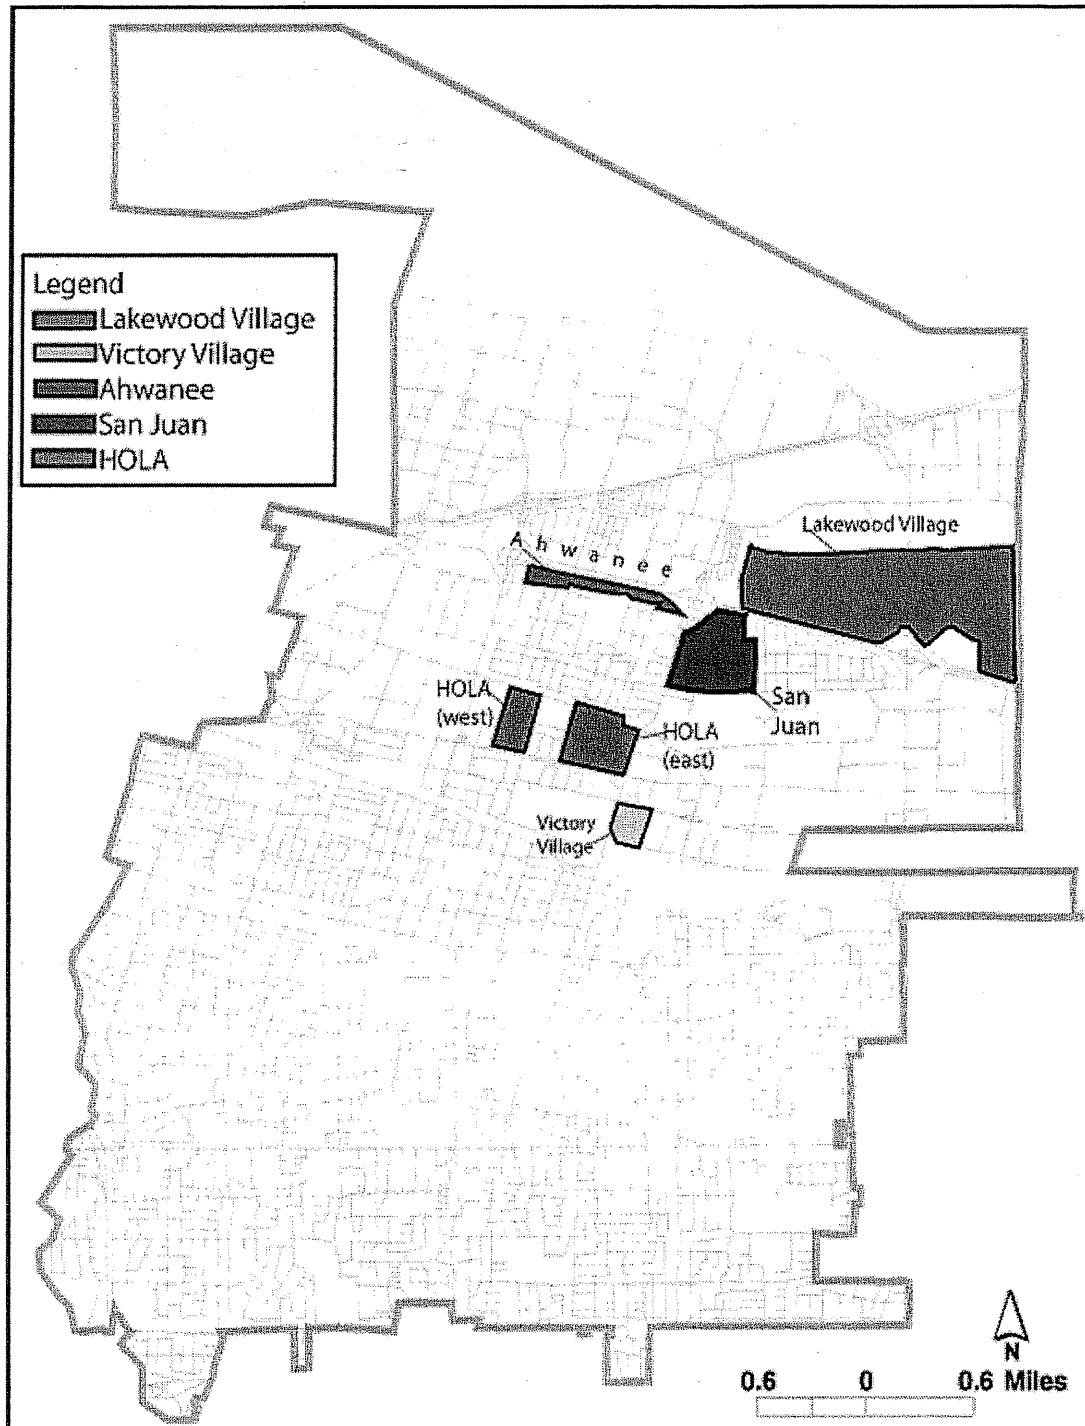 Legend
Lakewood Village
Victory Village
Ahwanee
San Juan
HOLA
Lakewood Village
Ahwanee
HOLA
(west)
San
Juan
HOLA
(east)
Victory
Village
N
0.6 0 0.6 Miles